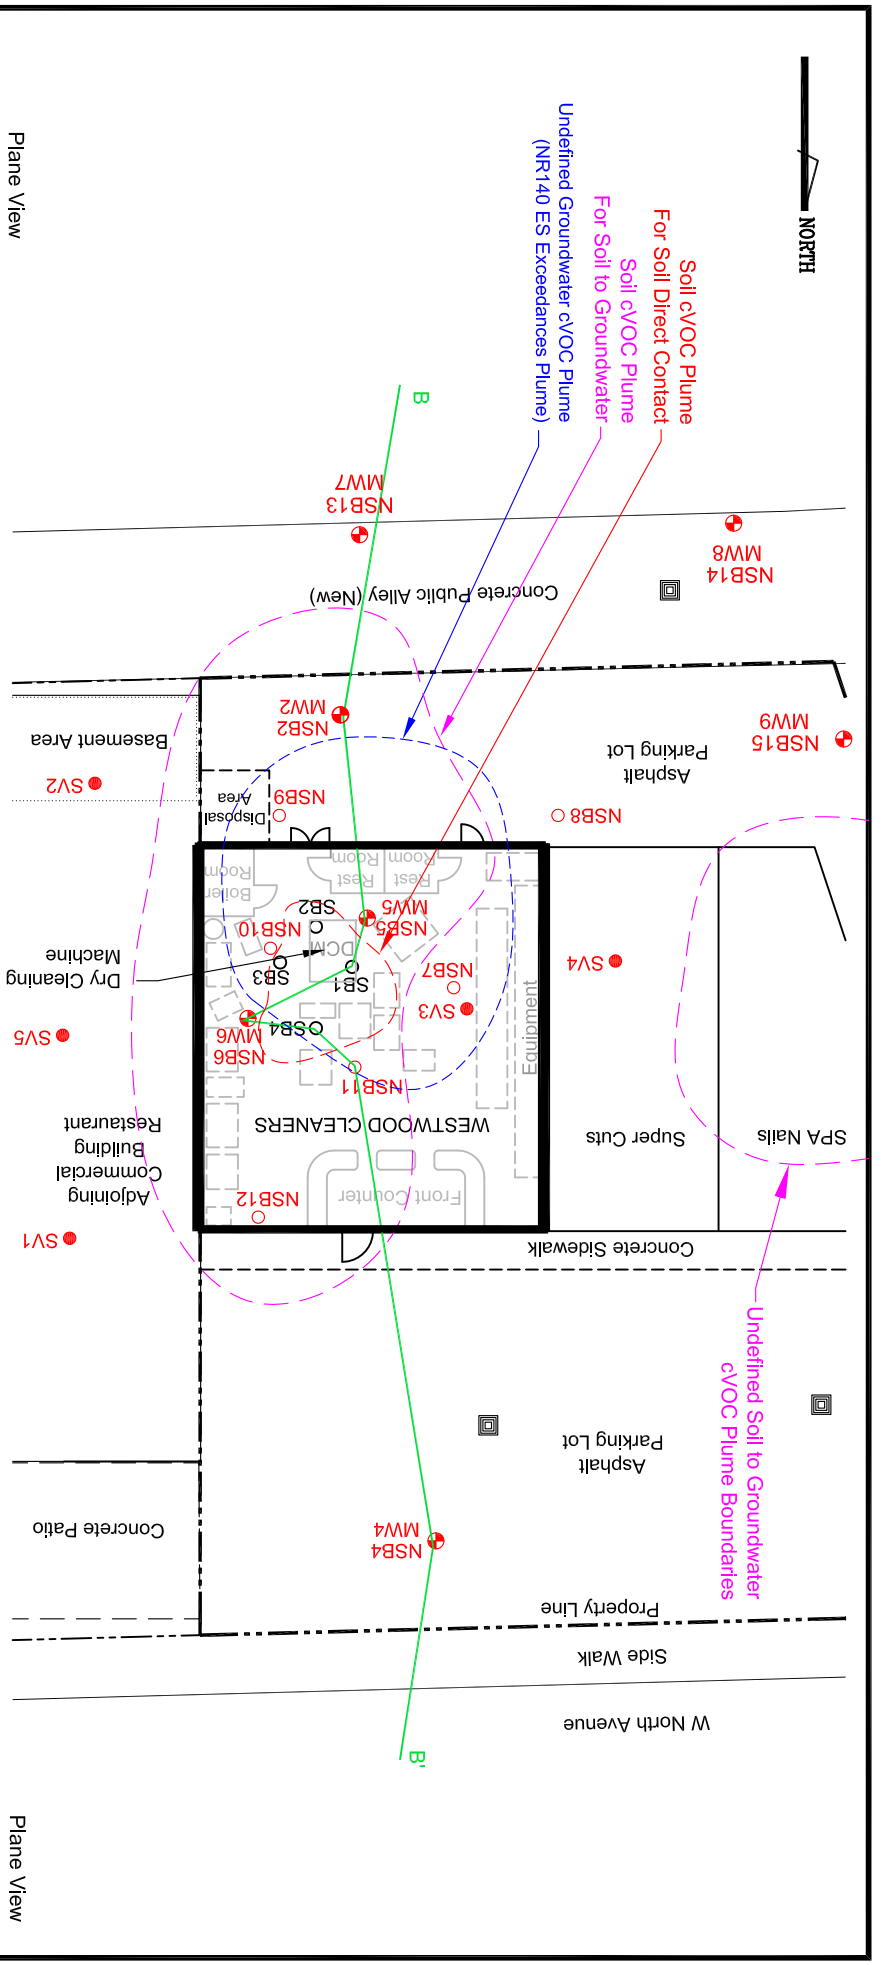 NORTH
Undefined Groundwater cVOC Plume
(NR140 ES Exceedances Plume)
Soil cVOC Plume
For Soil to Groundwater
Soil cVOC Plume
For Soil Direct Contact
Plane View
B
NSB13
MW7
NSB14
MW8
Concrete Public Alley (New)
NSB2
MW2
NSB15
MW9
Asphalt
Parking Lot
Basement Area
SV2
Disposal
Area
NSB9
NSB8
Boiler
Room
Rest
Room
Rest
Room
SB2
NSB5
MW5
NSB10
DCM
Dry Cleaning
Machine
SB3
SB1
NSB7
SV3
SV4
SB4
NSB6
MW6
SV5
Equipment
NSB11
WESTWOOD CLEANERS
Super Cuts
SPA Nails
Adjoining
Commercial
Building
Restaurant
Front Counter
NSB12
SV1
Concrete Sidewalk
Undefined Soil to Groundwater
cVOC Plume Boundaries
Asphalt
Parking Lot
Concrete Patio
NSB4
MW4
Property Line
Side Walk
W North Avenue
B'
Plane View